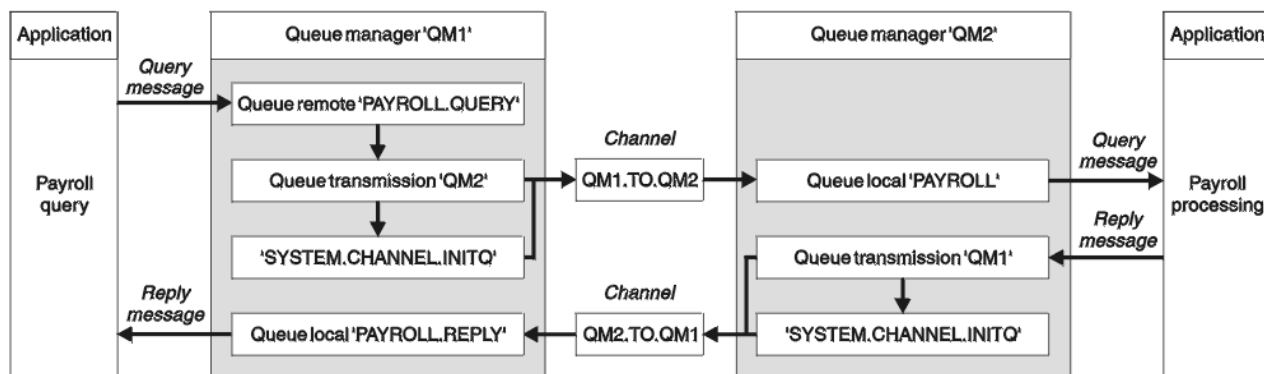 Application
Queue manager 'QM1'
Queue manager 'QM2'
Application
Query
message
Queue remote 'PAYROLL.QUERY'
Channel
Query
message
Payroll
query
Queue transmission 'QM2'
QM1.TO.QM2
Queue local 'PAYROLL'
Payroll
processing
Reply
message
'SYSTEM.CHANNEL.INITQ'
Queue transmission 'QM1'
Reply
message
Channel
Queue local 'PAYROLL.REPLY'
QM2.TO.QM1
'SYSTEM.CHANNEL.INITQ'